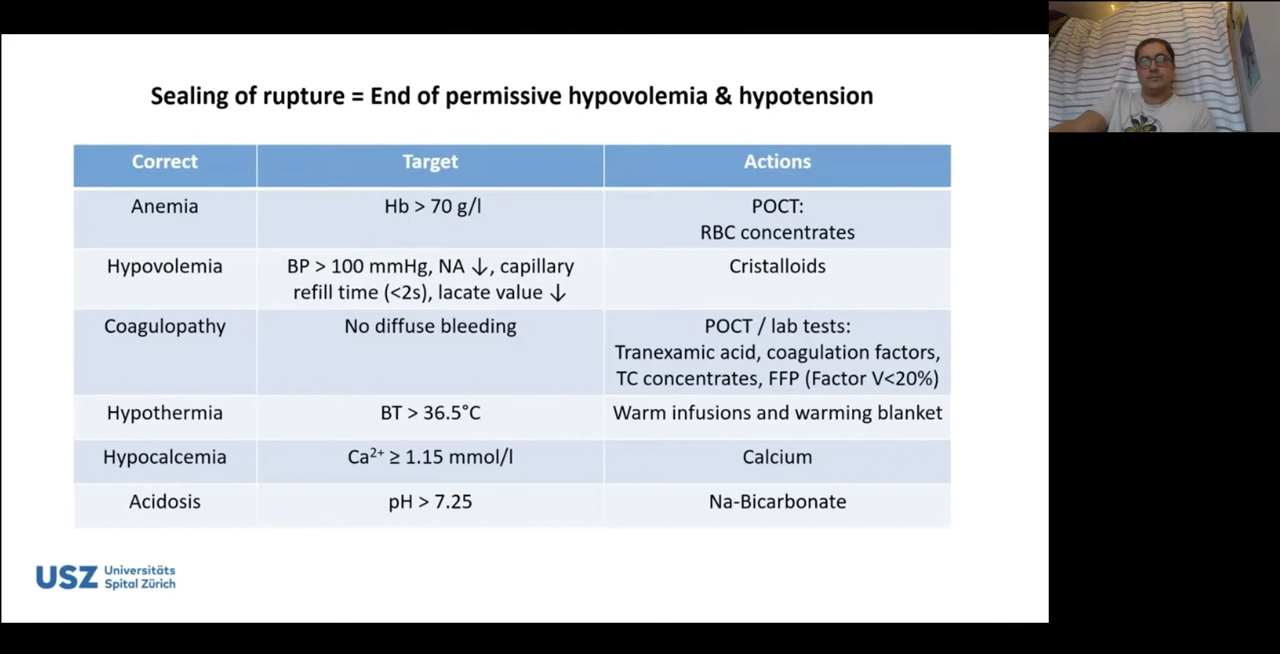 Sealing of rupture = End of permissive hypovolemia & hypotension
Correct Target Actions
Anemia Hb > 70 g/l POCT:
RBC concentrates
Hypovolemia BP > 100 mmHg, NA ↓, capillary Cristalloids
refill time (<2s), lacate value ↓
Coagulopathy No diffuse bleeding POCT / lab tests:
Tranexamic acid, coagulation factors,
TC concentrates, FFP (Factor V<20%)
Hypothermia BT > 36.5°C Warm infusions and warming blanket
Hypocalcemia Ca²⁺ ≥ 1.15 mmol/l Calcium
Acidosis pH > 7.25 Na-Bicarbonate
USZ Universitäts
Spital Zürich